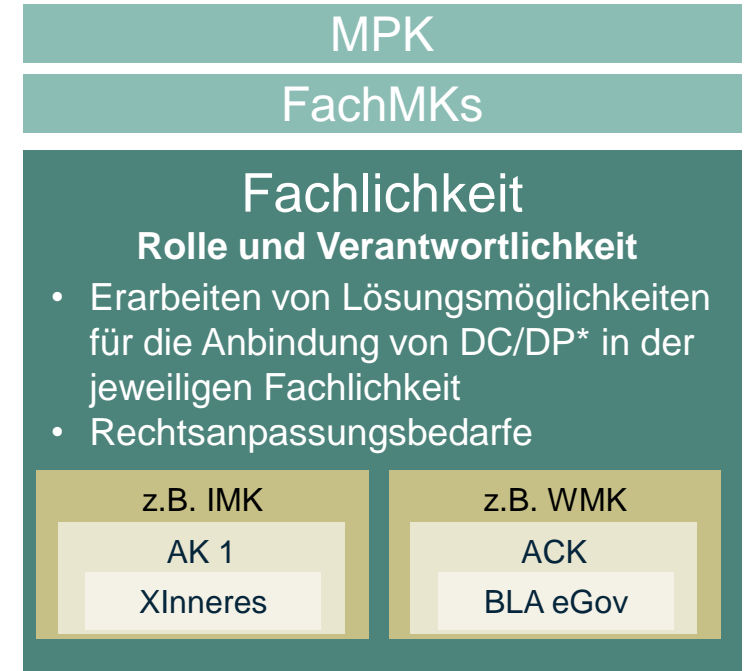 MPK
FachMKs
Fachlichkeit
Rolle und Verantwortlichkeit
• Erarbeiten von Lösungsmöglichkeiten
für die Anbindung von DC/DP* in der
jeweiligen Fachlichkeit
• Rechtsanpassungsbedarfe
z.B. IMK
AK 1
XInneres
z.B. WMK
ACK
BLA eGov